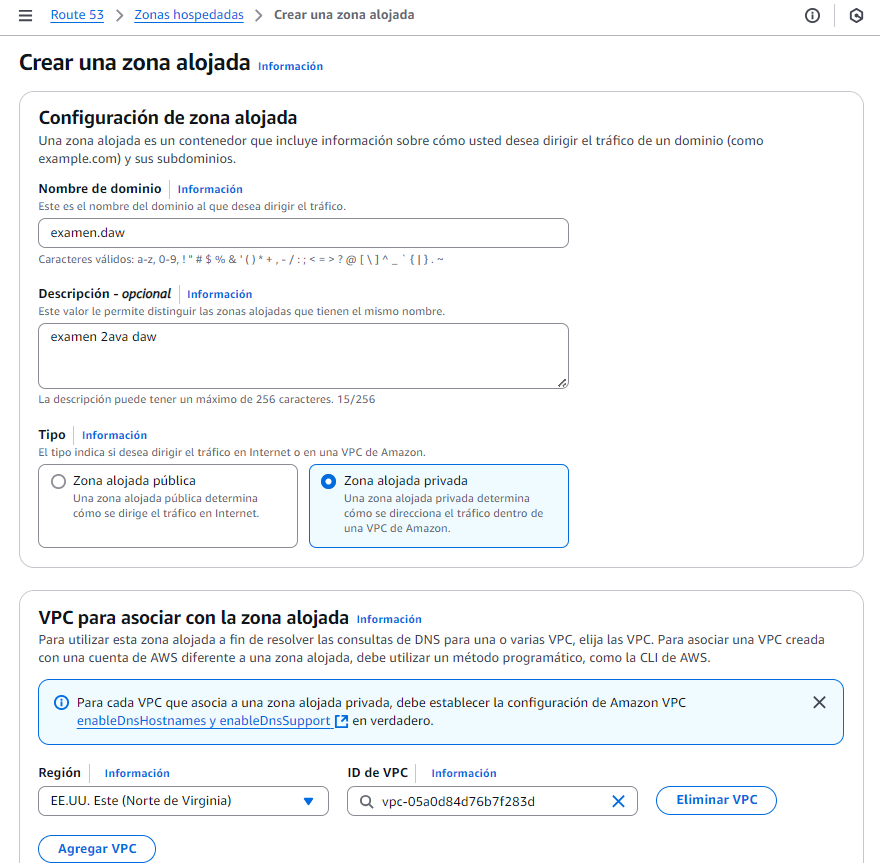 Route 53 > Zonas hospedadas > Crear una zona alojada
Crear una zona alojada Información
Configuración de zona alojada
Una zona alojada es un contenedor que incluye información sobre cómo usted desea dirigir el tráfico de un dominio (como
example.com) y sus subdominios.
Nombre de dominio Información
Este es el nombre del dominio al que desea dirigir el tráfico.
examen.daw
Caracteres válidos: a-z, 0-9, ! " # $ % & ' ( ) * + , - / : ; < = > ? @ [ \ ] ^ _ ` { | } . ~
Descripción - opcional Información
Este valor le permite distinguir las zonas alojadas que tienen el mismo nombre.
examen 2ava daw
La descripción puede tener un máximo de 256 caracteres. 15/256
Tipo Información
El tipo indica si desea dirigir el tráfico en Internet o en una VPC de Amazon.
Zona alojada pública
Una zona alojada pública determina
cómo se dirige el tráfico en Internet.
Zona alojada privada
Una zona alojada privada determina
cómo se direcciona el tráfico dentro de
una VPC de Amazon.
VPC para asociar con la zona alojada Información
Para utilizar esta zona alojada a fin de resolver las consultas de DNS para una o varias VPC, elija las VPC. Para asociar una VPC creada
con una cuenta de AWS diferente a una zona alojada, debe utilizar un método programático, como la CLI de AWS.
Para cada VPC que asocia a una zona alojada privada, debe establecer la configuración de Amazon VPC
enableDnsHostnames y enableDnsSupport en verdadero.
Región Información
EE.UU. Este (Norte de Virginia)
ID de VPC Información
vpc-05a0d84d76b7f283d
Eliminar VPC
Agregar VPC